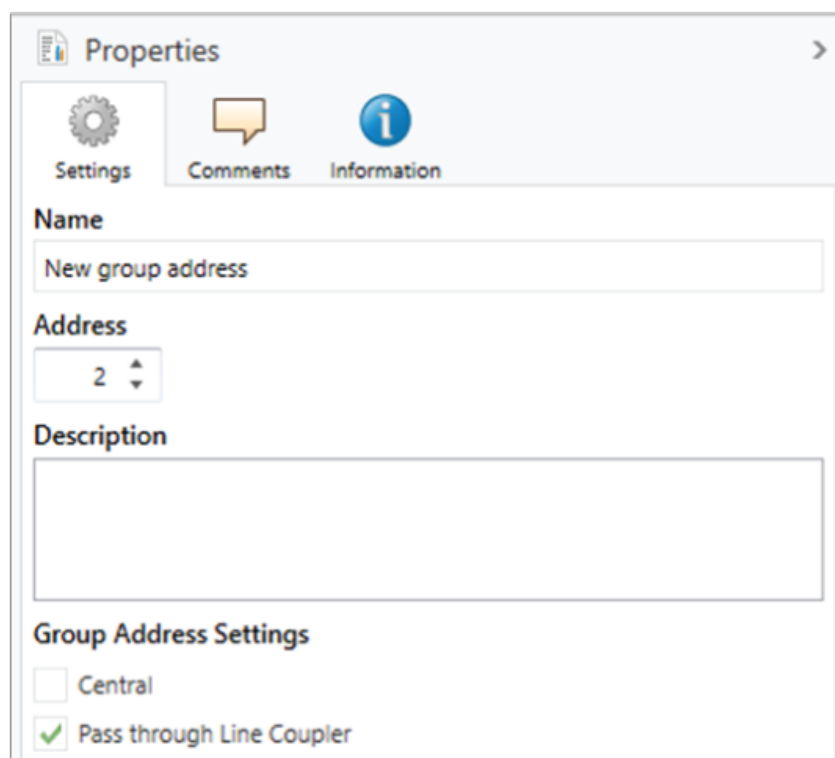 Properties
Settings Comments Information
Name
New group address
Address
2
Description
Group Address Settings
Central
Pass through Line Coupler